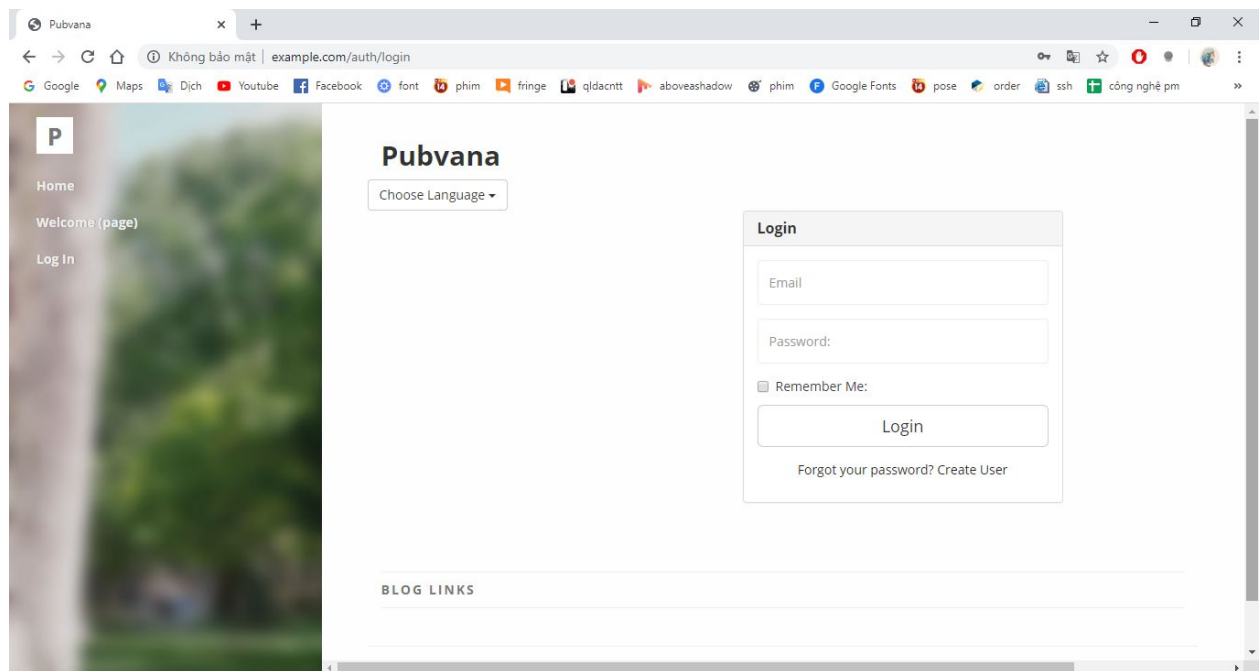 Pubvana
Không bảo mật | example.com/auth/login
Google Maps Dịch Youtube Facebook font phim fringe qldacntt aboveashadow phim Google Fonts pose order ssh công nghệ pm »
P
Home
Welcome (page)
Log In
Pubvana
Choose Language
Login
Email
Password:
Remember Me:
Login
Forgot your password? Create User
BLOG LINKS